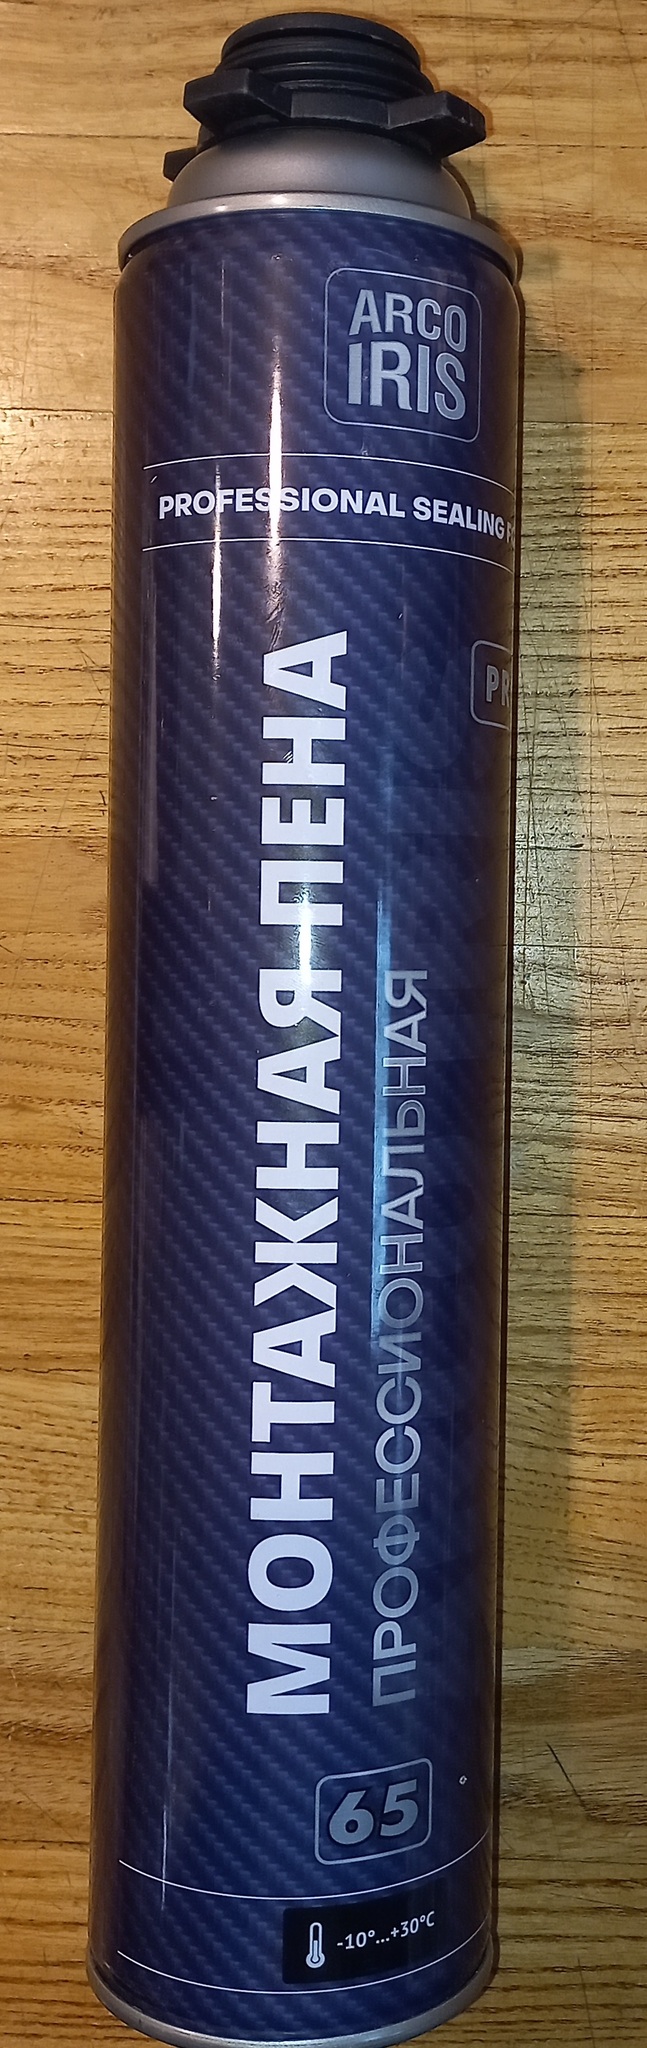 ARCO
IRIS
PROFESSIONAL SEALING
МОНТАЖНАЯ ПЕНА
ПРОФЕССИОНАЛЬНАЯ
65
-10°...+30°C